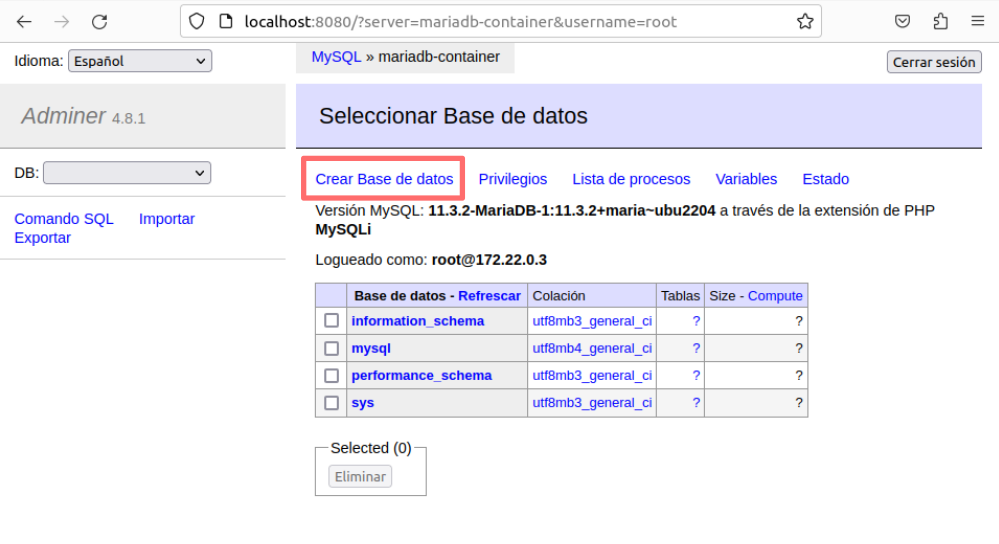 localhost:8080/?server=mariadb-container&username=root
Idioma: Español
MySQL » mariadb-container
Cerrar sesión
Adminer 4.8.1
Seleccionar Base de datos
DB:
Crear Base de datos Privilegios Lista de procesos Variables Estado
Comando SQL Importar
Exportar
Versión MySQL: 11.3.2-MariaDB-1:11.3.2+maria~ubu2204 a través de la extensión de PHP
MySQLi
Logueado como: root@172.22.0.3
Base de datos - Refrescar Colación Tablas Size - Compute
information_schema utf8mb3_general_ci ? ?
mysql utf8mb4_general_ci ? ?
performance_schema utf8mb3_general_ci ? ?
sys utf8mb3_general_ci ? ?
Selected (0)
Eliminar